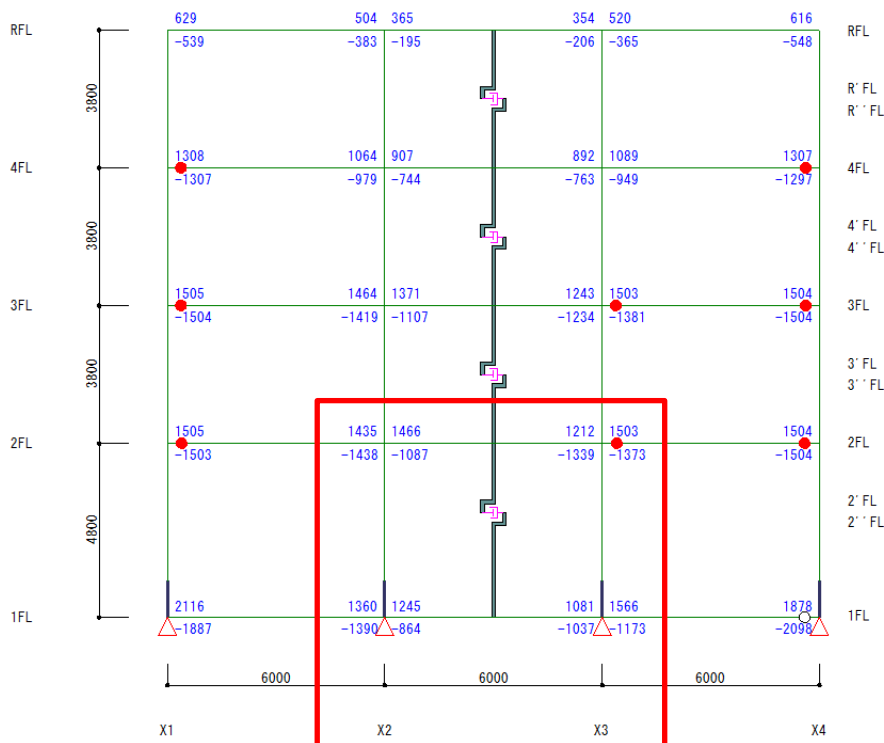 629 504 365 354 520 616
RFL RFL
-539 -383 -195 -206 -365 -548
R'FL
3800
R''FL
1308 1064 907 892 1089 1307
4FL 4FL
-1307 -979 -744 -763 -949 -1297
4'FL
3800
4''FL
1505 1464 1371 1243 1503 1504
3FL 3FL
-1504 -1419 -1107 -1234 -1381 -1504
3'FL
3800
3''FL
1505 1435 1466 1212 1503 1504
2FL 2FL
-1503 -1438 -1087 -1339 -1373 -1504
2'FL
4800
2''FL
2116 1360 1245 1081 1566 1878
1FL 1FL
-1887 -1390 -864 -1037 -1173 -2098
6000 6000 6000
X1 X2 X3 X4